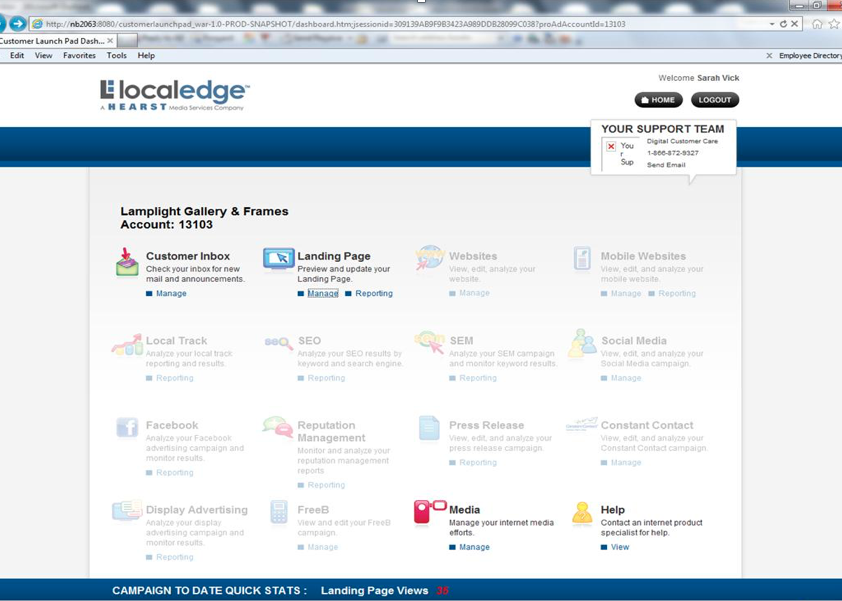 http://nb2063:8080/customerlaunchpad_war-1.0-PROD-SNAPSHOT/dashboard.htm;jsessionid=309139AB9F9B3423A989DDB28099C038?proAdAccountId=13103
Customer Launch Pad Dash...
Edit View Favorites Tools Help
Employee Directory
Welcome Sarah Vick
localedge™
A HEARST Media Services Company
HOME LOGOUT
YOUR SUPPORT TEAM
Digital Customer Care
1-866-872-9327
Send Email
You
r
Sup
Lamplight Gallery & Frames
Account: 13103
Customer Inbox
Check your inbox for new
mail and announcements.
Manage
Landing Page
Preview and update your
Landing Page.
Manage Reporting
Websites
View, edit, analyze your
website.
Manage
Mobile Websites
View, edit, and analyze your
mobile website.
Manage Reporting
Local Track
Analyze your local track
reporting and results.
Reporting
SEO
Analyze your SEO results by
keyword and search engine.
Reporting
SEM
Analyze your SEM campaign
and monitor keyword results.
Reporting
Social Media
View, edit, and analyze your
Social Media campaign.
Manage
Facebook
Analyze your Facebook
advertising campaign and
monitor results.
Reporting
Reputation
Management
Monitor and analyze your
reputation management
reports
Reporting
Press Release
View, edit, and analyze your
press release campaign.
Reporting
Constant Contact
View, edit, and analyze your
Constant Contact campaign.
Manage
Display Advertising
Analyze your display
advertising campaign and
monitor results.
Reporting
FreeB
View and edit your FreeB
campaign.
Manage
Media
Manage your internet media
efforts.
Manage
Help
Contact an internet product
specialist for help.
View
CAMPAIGN TO DATE QUICK STATS : Landing Page Views 35